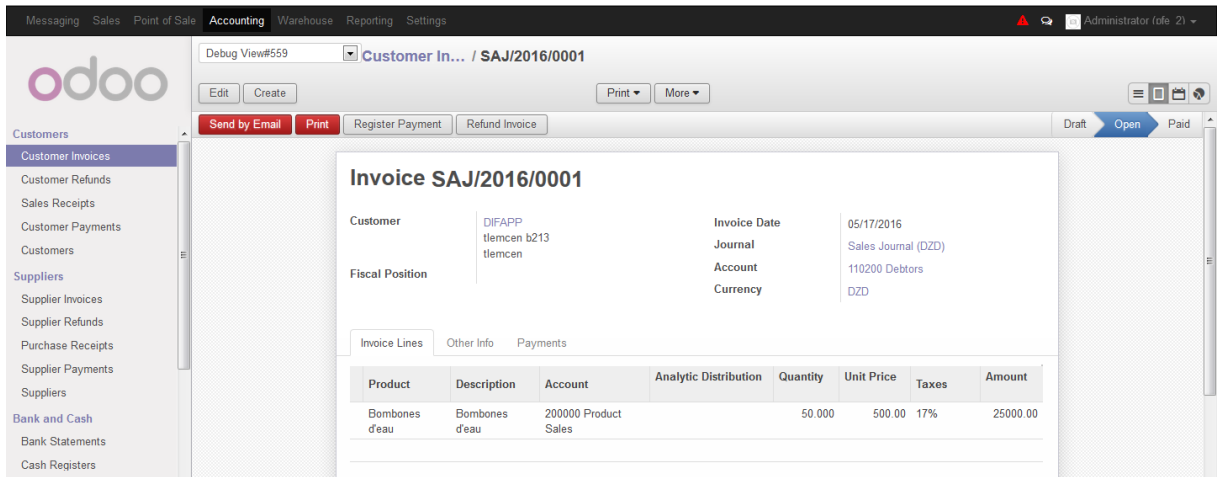 Messaging Sales Point of Sale Accounting Warehouse Reporting Settings Administrator (pfe_2)
odoo
Debug View#559 Customer In... / SAJ/2016/0001
Edit Create Print More
Send by Email Print Register Payment Refund Invoice Draft Open Paid
Customers
Customer Invoices
Customer Refunds
Sales Receipts
Customer Payments
Customers
Suppliers
Supplier Invoices
Supplier Refunds
Purchase Receipts
Supplier Payments
Suppliers
Bank and Cash
Bank Statements
Cash Registers
Invoice SAJ/2016/0001
Customer DIFAPP
tlemcen b213
tlemcen
Fiscal Position
Invoice Date 05/17/2016
Journal Sales Journal (DZD)
Account 110200 Debtors
Currency DZD
Invoice Lines Other Info Payments
Product Description Account Analytic Distribution Quantity Unit Price Taxes Amount
Bombones Bombones 200000 Product 50.000 500.00 17% 25000.00
d'eau d'eau Sales